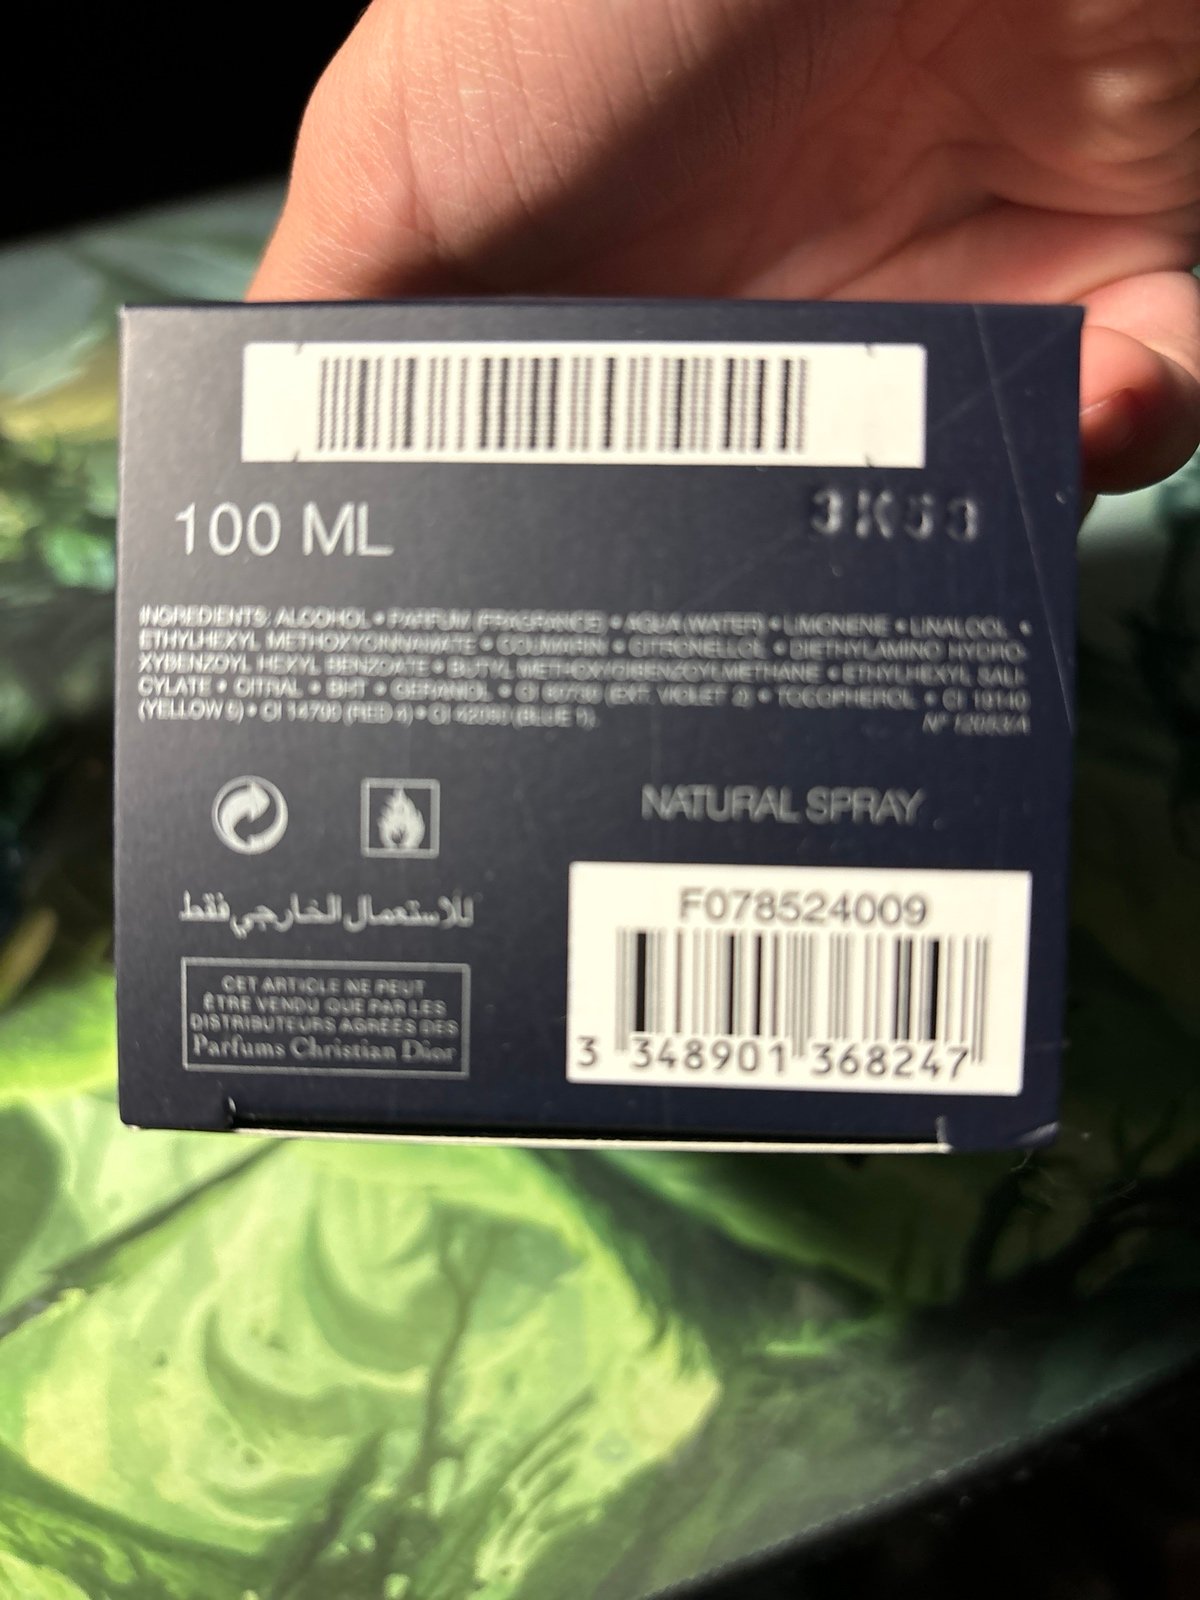 100 ML
3K53
INGREDIENTS: ALCOHOL • PARFUM (FRAGRANCE) • AQUA (WATER) • LIMONENE • LINALOOL •
ETHYLHEXYL METHOXYCINNAMATE • COUMARIN • CITRONELLOL • DIETHYLAMINO HYDRO-
XYBENZOYL HEXYL BENZOATE • BUTYL METHOXYDIBENZOYLMETHANE • ETHYLHEXYL SALI-
CYLATE • CITRAL • BHT • GERANIOL • CI 60730 (EXT. VIOLET 2) • TOCOPHEROL • CI 19140
(YELLOW 5) • CI 14700 (RED 4) • CI 42090 (BLUE 1).
N°
NATURAL SPRAY
للاستعمال الخارجي فقط
CET ARTICLE NE PEUT
ÊTRE VENDU QUE PAR LES
DISTRIBUTEURS AGRÉÉS DES
Parfums Christian Dior
F078524009
3 348901 368247